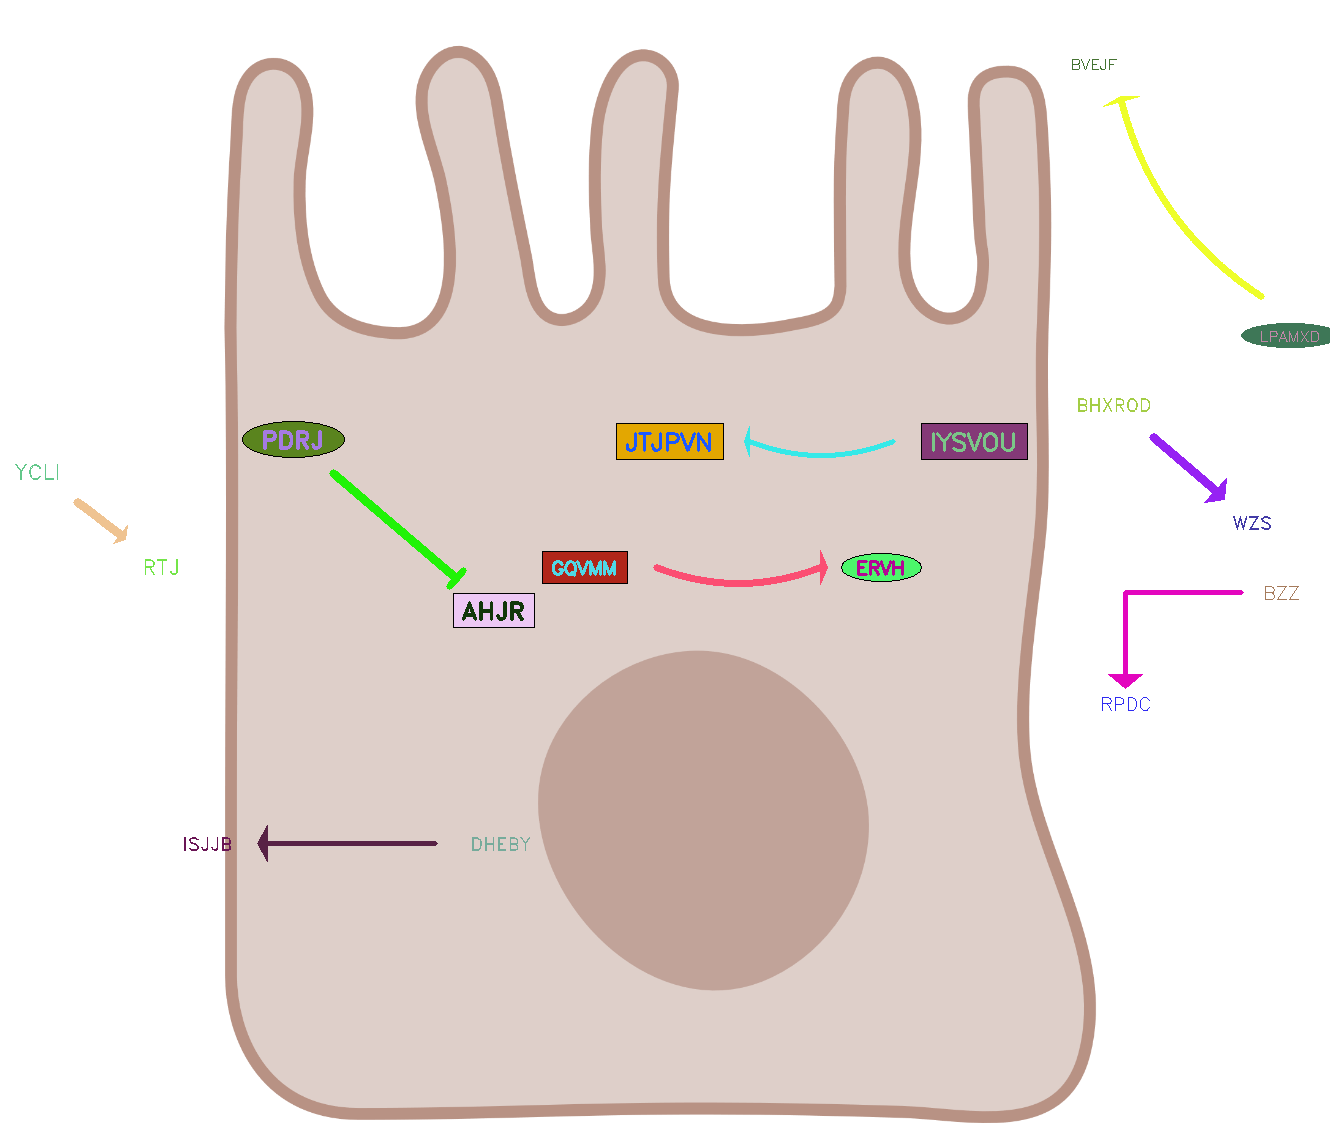 BVEJF
LPAMXD
BHXROD
PDRJ
JTJPVN
IYSVOU
YCLI
WZS
RTJ
GQVMM
ERVH
BZZ
AHJR
RPDC
ISJJB
DHEBY